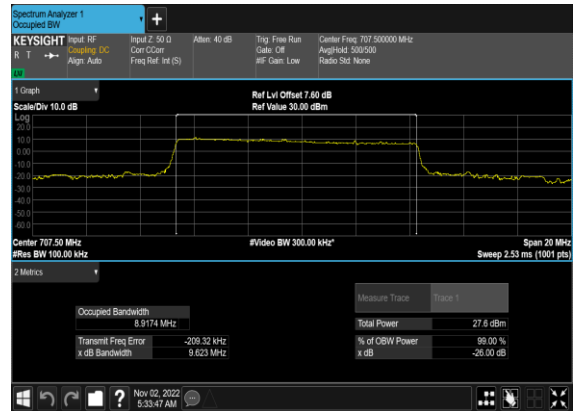 Spectrum Analyzer 1
Occupied BW
+
KEYSIGHT Input: RF Input Z: 50 Ω Atten: 40 dB Trig: Free Run Center Freq: 707.500000 MHz
R T Coupling: DC Corr CCorr Gate: Off Avg|Hold: 500/500
Align: Auto Freq Ref: Int (S) #IF Gain: Low Radio Std: None
1 Graph
Ref Lvl Offset 7.60 dB
Scale/Div 10.0 dB Ref Value 30.00 dBm
Log
20.0
10.0
0.00
-10.0
-20.0
-30.0
-40.0
-50.0
-60.0
Center 707.50 MHz #Video BW 300.00 kHz* Span 20 MHz
#Res BW 100.00 kHz Sweep 2.53 ms (1001 pts)
2 Metrics
Measure Trace Trace 1
Occupied Bandwidth
8.9174 MHz Total Power 27.6 dBm
Transmit Freq Error -209.32 kHz % of OBW Power 99.00 %
x dB Bandwidth 9.623 MHz x dB -26.00 dB
? Nov 02, 2022
5:33:47 AM